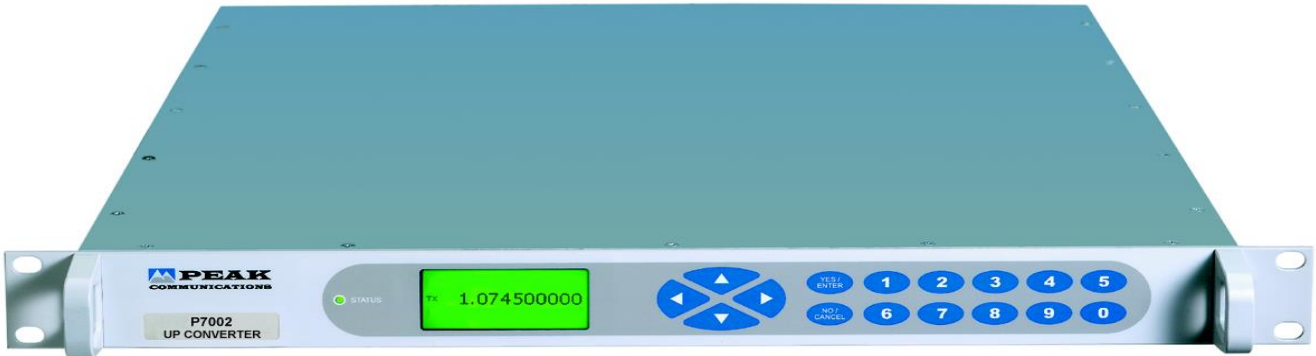 PEAK
COMMUNICATIONS
P7002
UP CONVERTER
STATUS
TX 1.074500000
YES /
ENTER
1 2 3 4 5
NO /
CANCEL
6 7 8 9 0